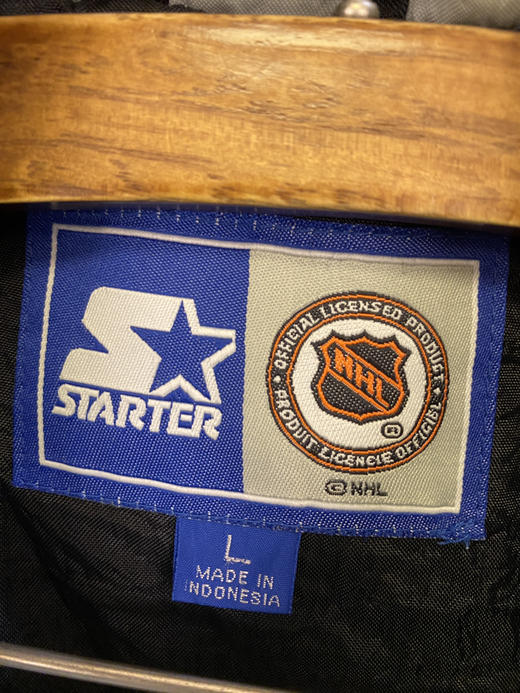 STARTER
OFFICIAL LICENSED PRODUCT
NHL
R
• PRODUIT LICENCIE OFFICIEL •
© NHL
L
MADE IN
INDONESIA